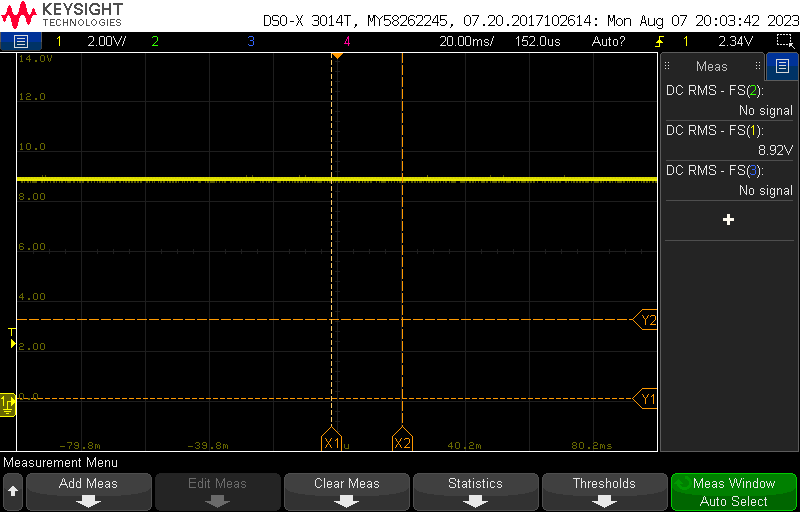 KEYSIGHT
TECHNOLOGIES
DSO-X 3014T, MY58262245, 07.20.2017102614: Mon Aug 07 20:03:42 2023
1 2.00V/ 2 3 4 20.00ms/ 152.0us Auto? 1 2.34V
14.0V
12.0
10.0
8.00
6.00
4.00
2.00
0.0
T
1
Y2
Y1
X1
X2
-79.8m -39.8m u 40.2m 80.2ms
Meas
DC RMS - FS(2):
No signal
DC RMS - FS(1):
8.92V
DC RMS - FS(3):
No signal
Measurement Menu
Add Meas
Edit Meas
Clear Meas
Statistics
Thresholds
Meas Window
Auto Select